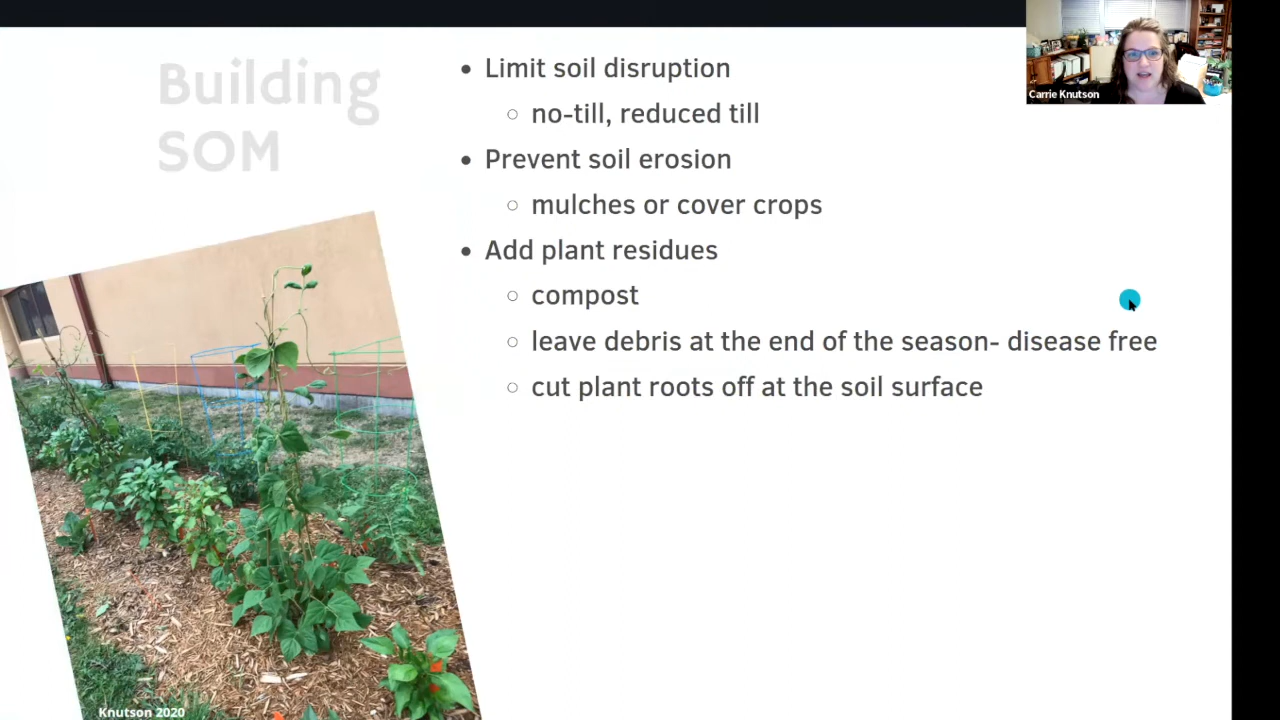 Building
SOM
Limit soil disruption
no-till, reduced till
Prevent soil erosion
mulches or cover crops
Add plant residues
compost
leave debris at the end of the season- disease free
cut plant roots off at the soil surface
Carrie Knutson
Knutson 2020